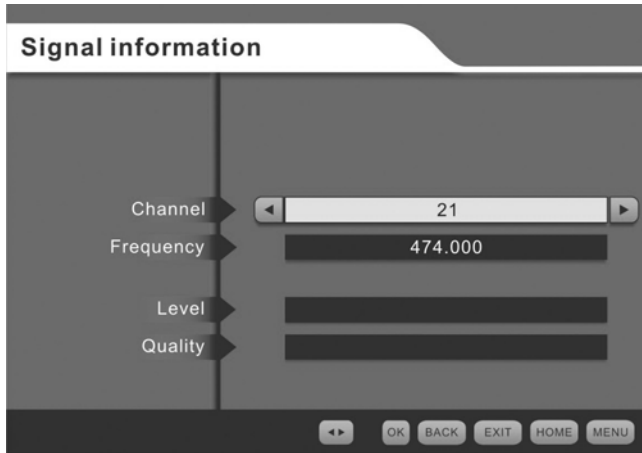 Signal information
Channel 21
Frequency 474.000
Level
Quality
OK BACK EXIT HOME MENU